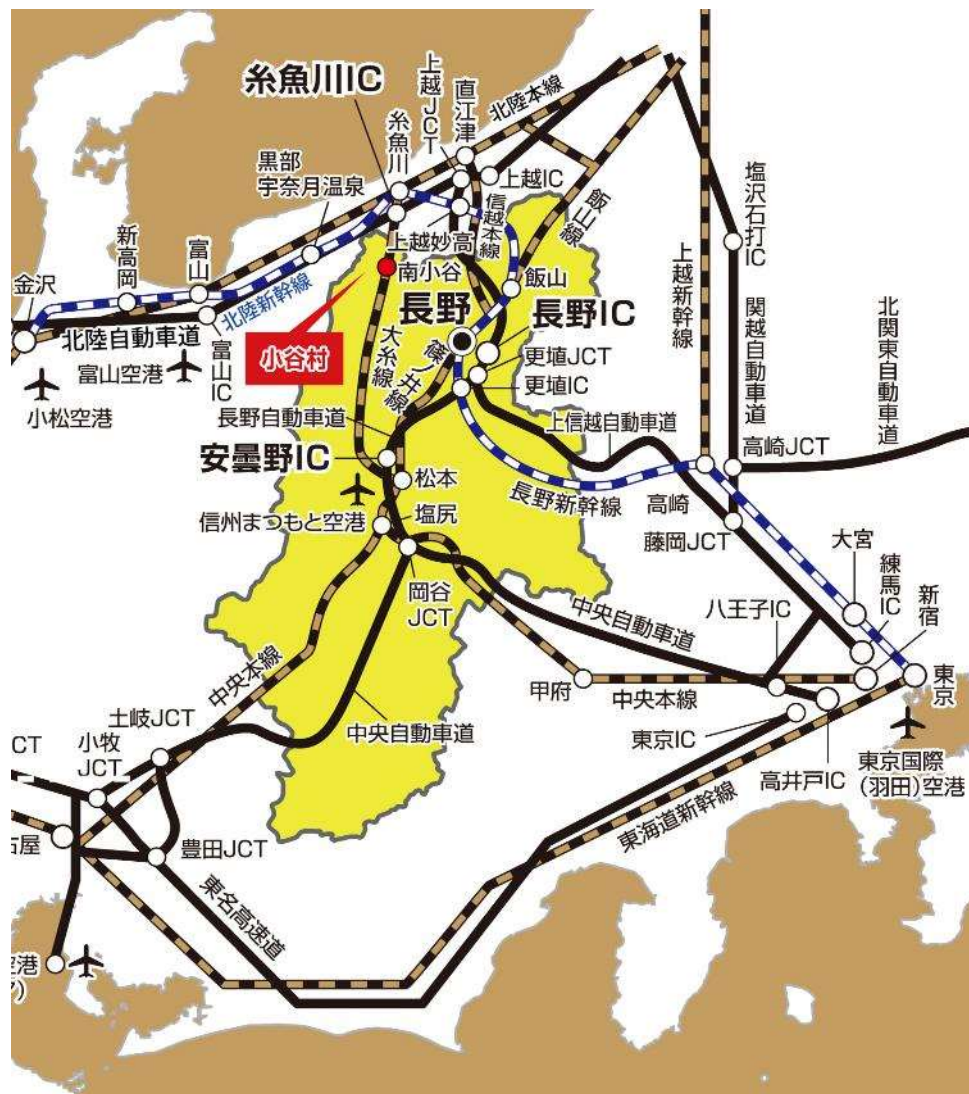 糸魚川IC
上越JCT
直江津
北陸本線
糸魚川
黒部
宇奈月温泉
上越IC
信越本線
飯山線
上越妙高
新高岡
富山
南小谷
飯山
金沢
北陸新幹線
北陸自動車道
小谷村
長野
長野IC
富山空港
富山IC
小松空港
大糸線
篠ノ井線
更埴JCT
更埴IC
長野自動車道
上信越自動車道
上越新幹線
塩沢石打IC
関越自動車道
北関東自動車道
高崎JCT
安曇野IC
松本
長野新幹線
高崎
信州まつもと空港
塩尻
藤岡JCT
大宮
練馬IC
新宿
岡谷
JCT
中央自動車道
八王子IC
東京
中央本線
甲府
中央本線
土岐JCT
中央自動車道
東京IC
高井戸IC
東京国際
(羽田)空港
CT
小牧
JCT
東海道新幹線
古屋
豊田JCT
東名高速道
空港